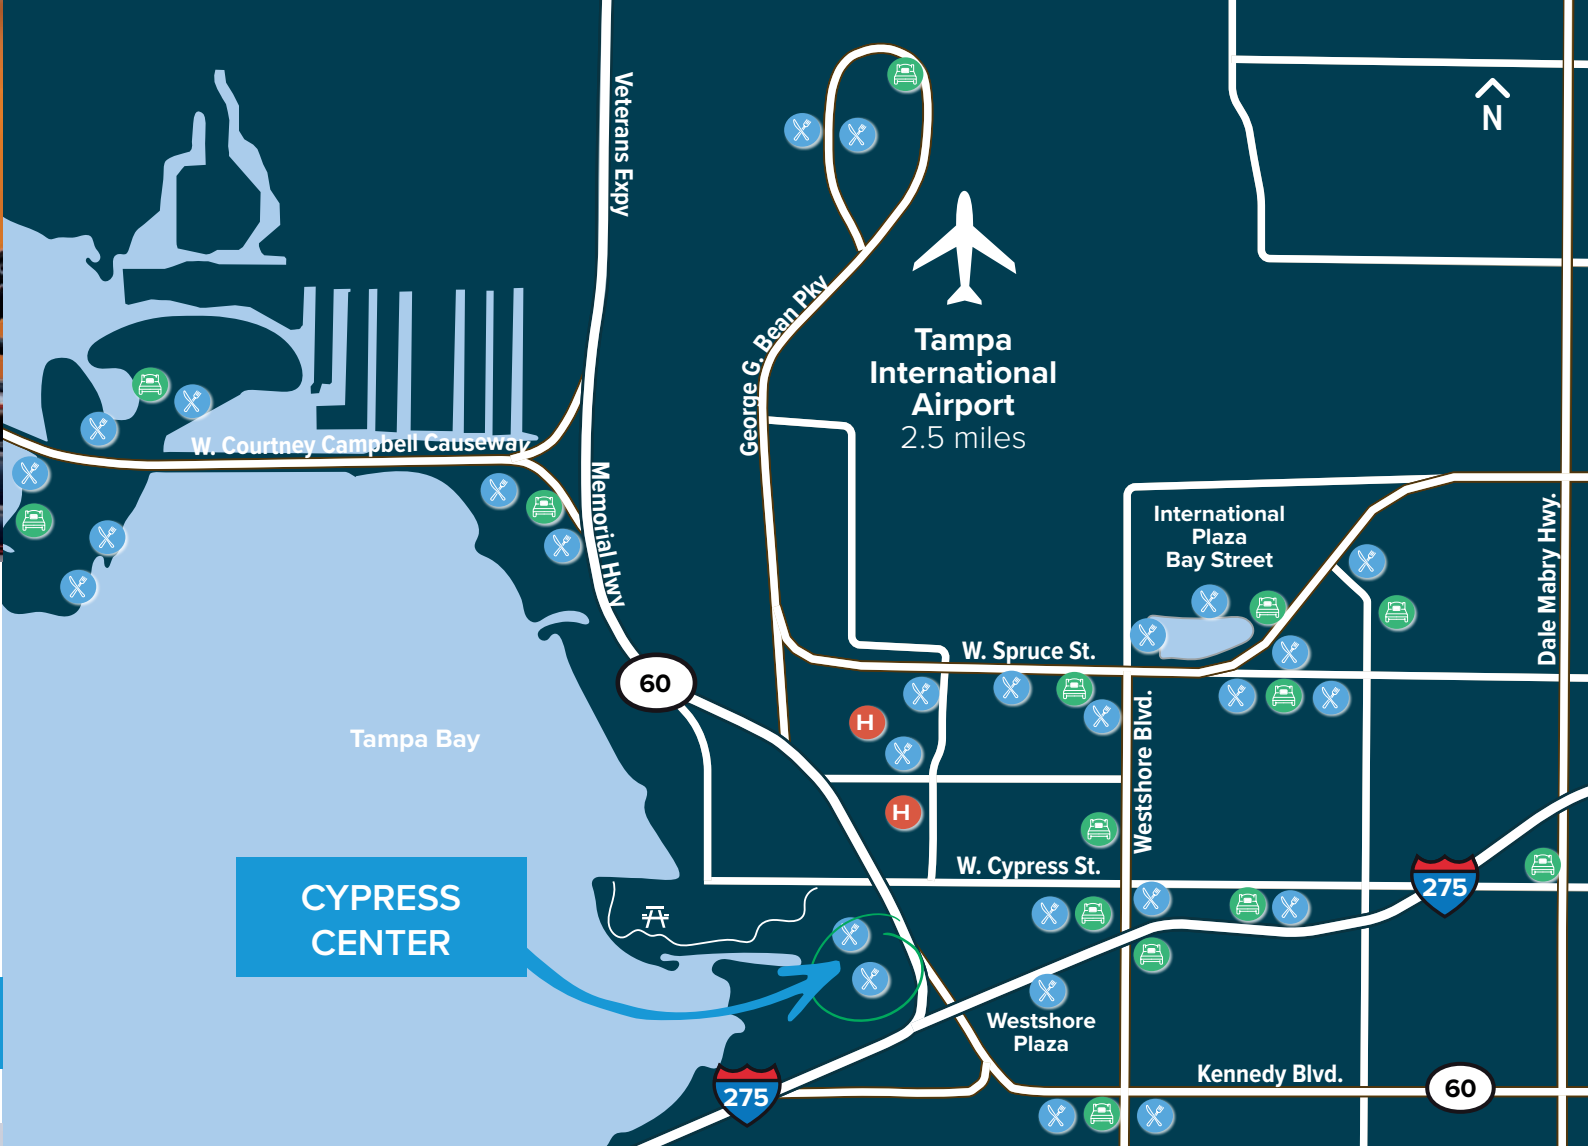 Veterans Expy
N
George G. Bean Pky
Tampa
International
Airport
2.5 miles
W. Courtney Campbell Causeway
Memorial Hwy
International
Plaza
Bay Street
Dale Mabry Hwy.
W. Spruce St.
60
H
Tampa Bay
Westshore Blvd.
H
W. Cypress St.
275
CYPRESS
CENTER
Westshore
Plaza
Kennedy Blvd.
60
275